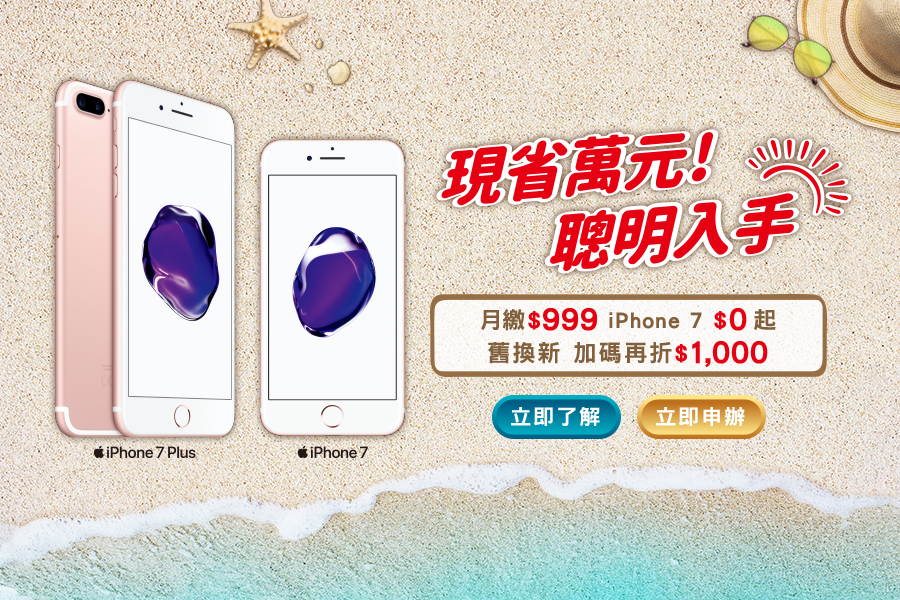 現省萬元!
聰明入手
月繳$999 iPhone 7 $0 起
舊換新 加碼再折$1,000
立即了解
立即申辦
iPhone 7 Plus
iPhone 7